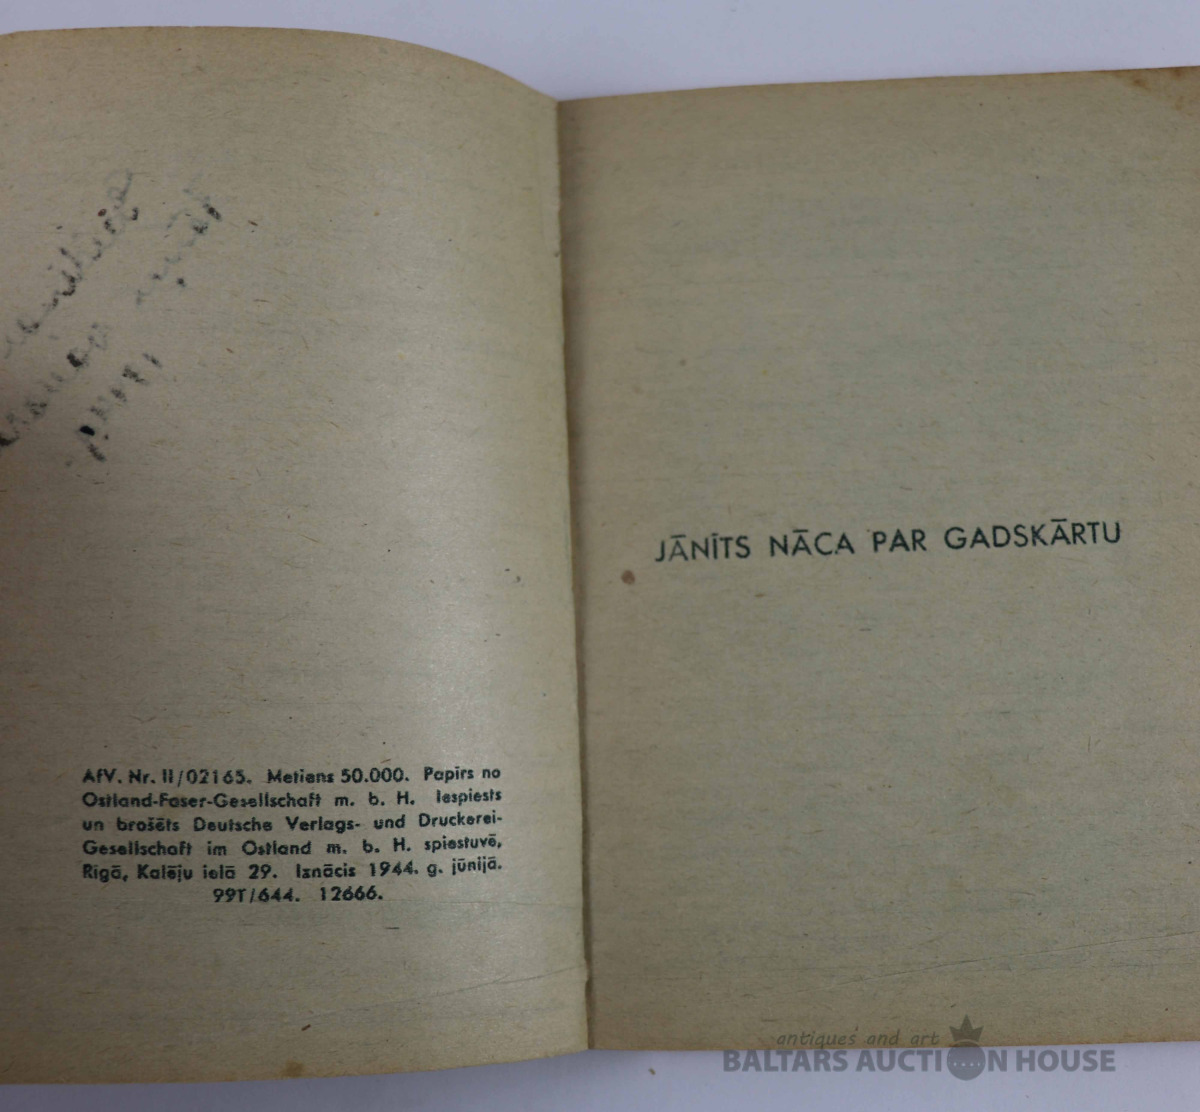 AfV. Nr. II/02165. Metiens 50.000. Papīrs no
Ostland-Faser-Gesellschaft m. b. H. Iespiests
un brošēts Deutsche Verlags- und Druckerei-
Gesellschaft im Ostland m. b. H. spiestuvē,
Rīgā, Kalēju ielā 29. Iznācis 1944. g. jūnijā.
99T/644. 12666.
JĀNĪTS NĀCA PAR GADSKĀRTU
antiques and art
BALTARS AUCTION HOUSE